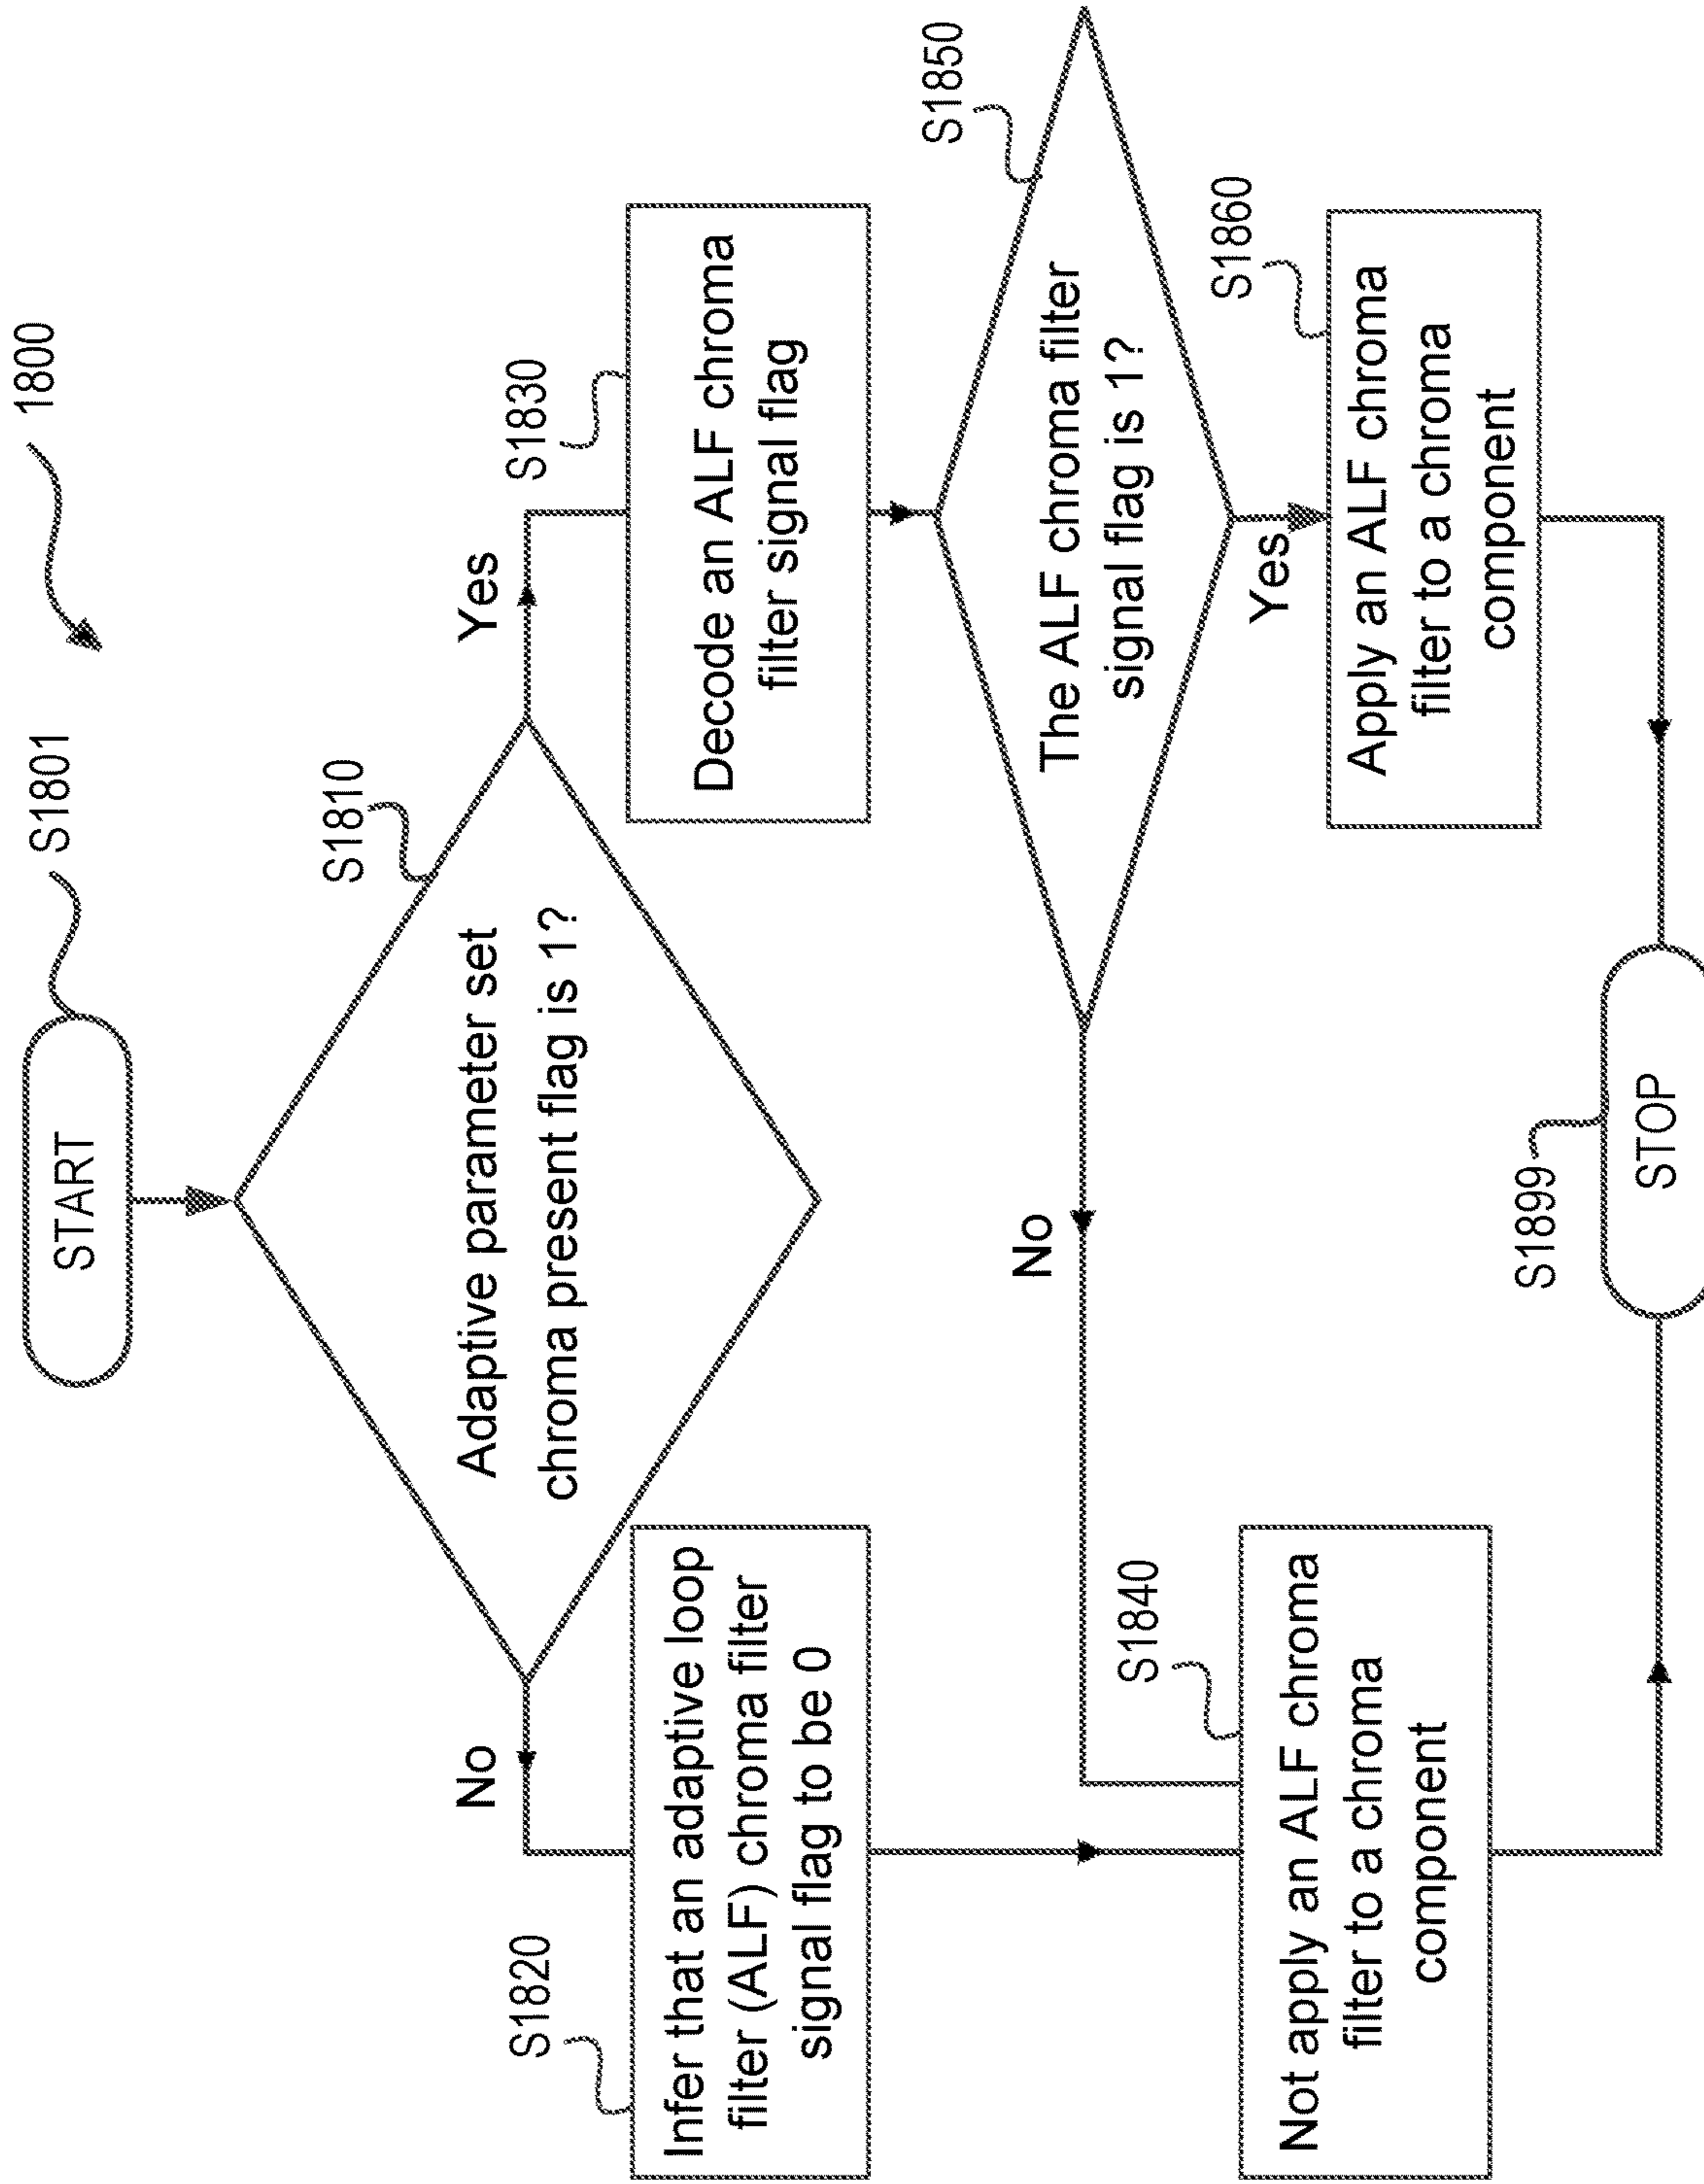 1800
START
S1801
Adaptive parameter set
chroma present flag is 1?
S1810
No
Yes
S1820
Infer that an adaptive loop
filter (ALF) chroma filter
signal flag to be 0
S1830
Decode an ALF chroma
filter signal flag
The ALF chroma filter
signal flag is 1?
S1850
No
Yes
S1840
Not apply an ALF chroma
filter to a chroma
component
S1860
Apply an ALF chroma
filter to a chroma
component
S1899
STOP